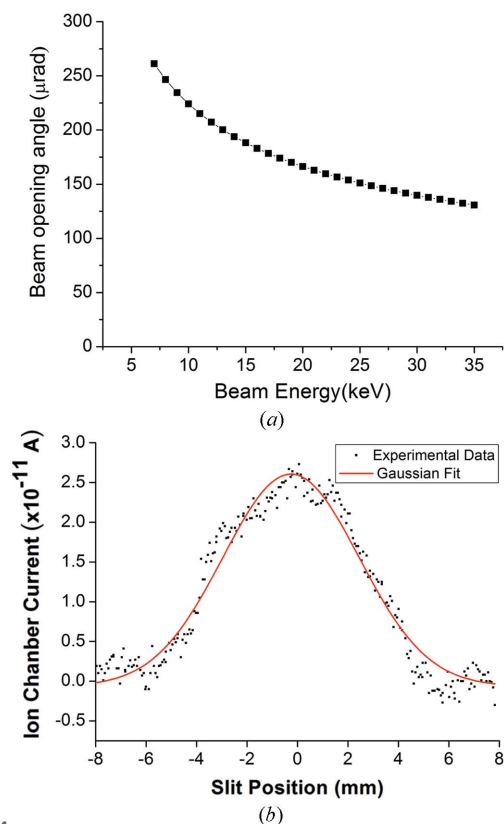 300
250
200
150
100
50
0
Beam opening angle (μrad)
5 10 15 20 25 30 35
Beam Energy(keV)
(a)
3.0
2.5
2.0
1.5
1.0
0.5
0.0
-0.5
Ion Chanber Current (x10-11 A)
Experimental Data
Gaussian Fit
-8 -6 -4 -2 0 2 4 6 8
Slit Position (mm)
(b)